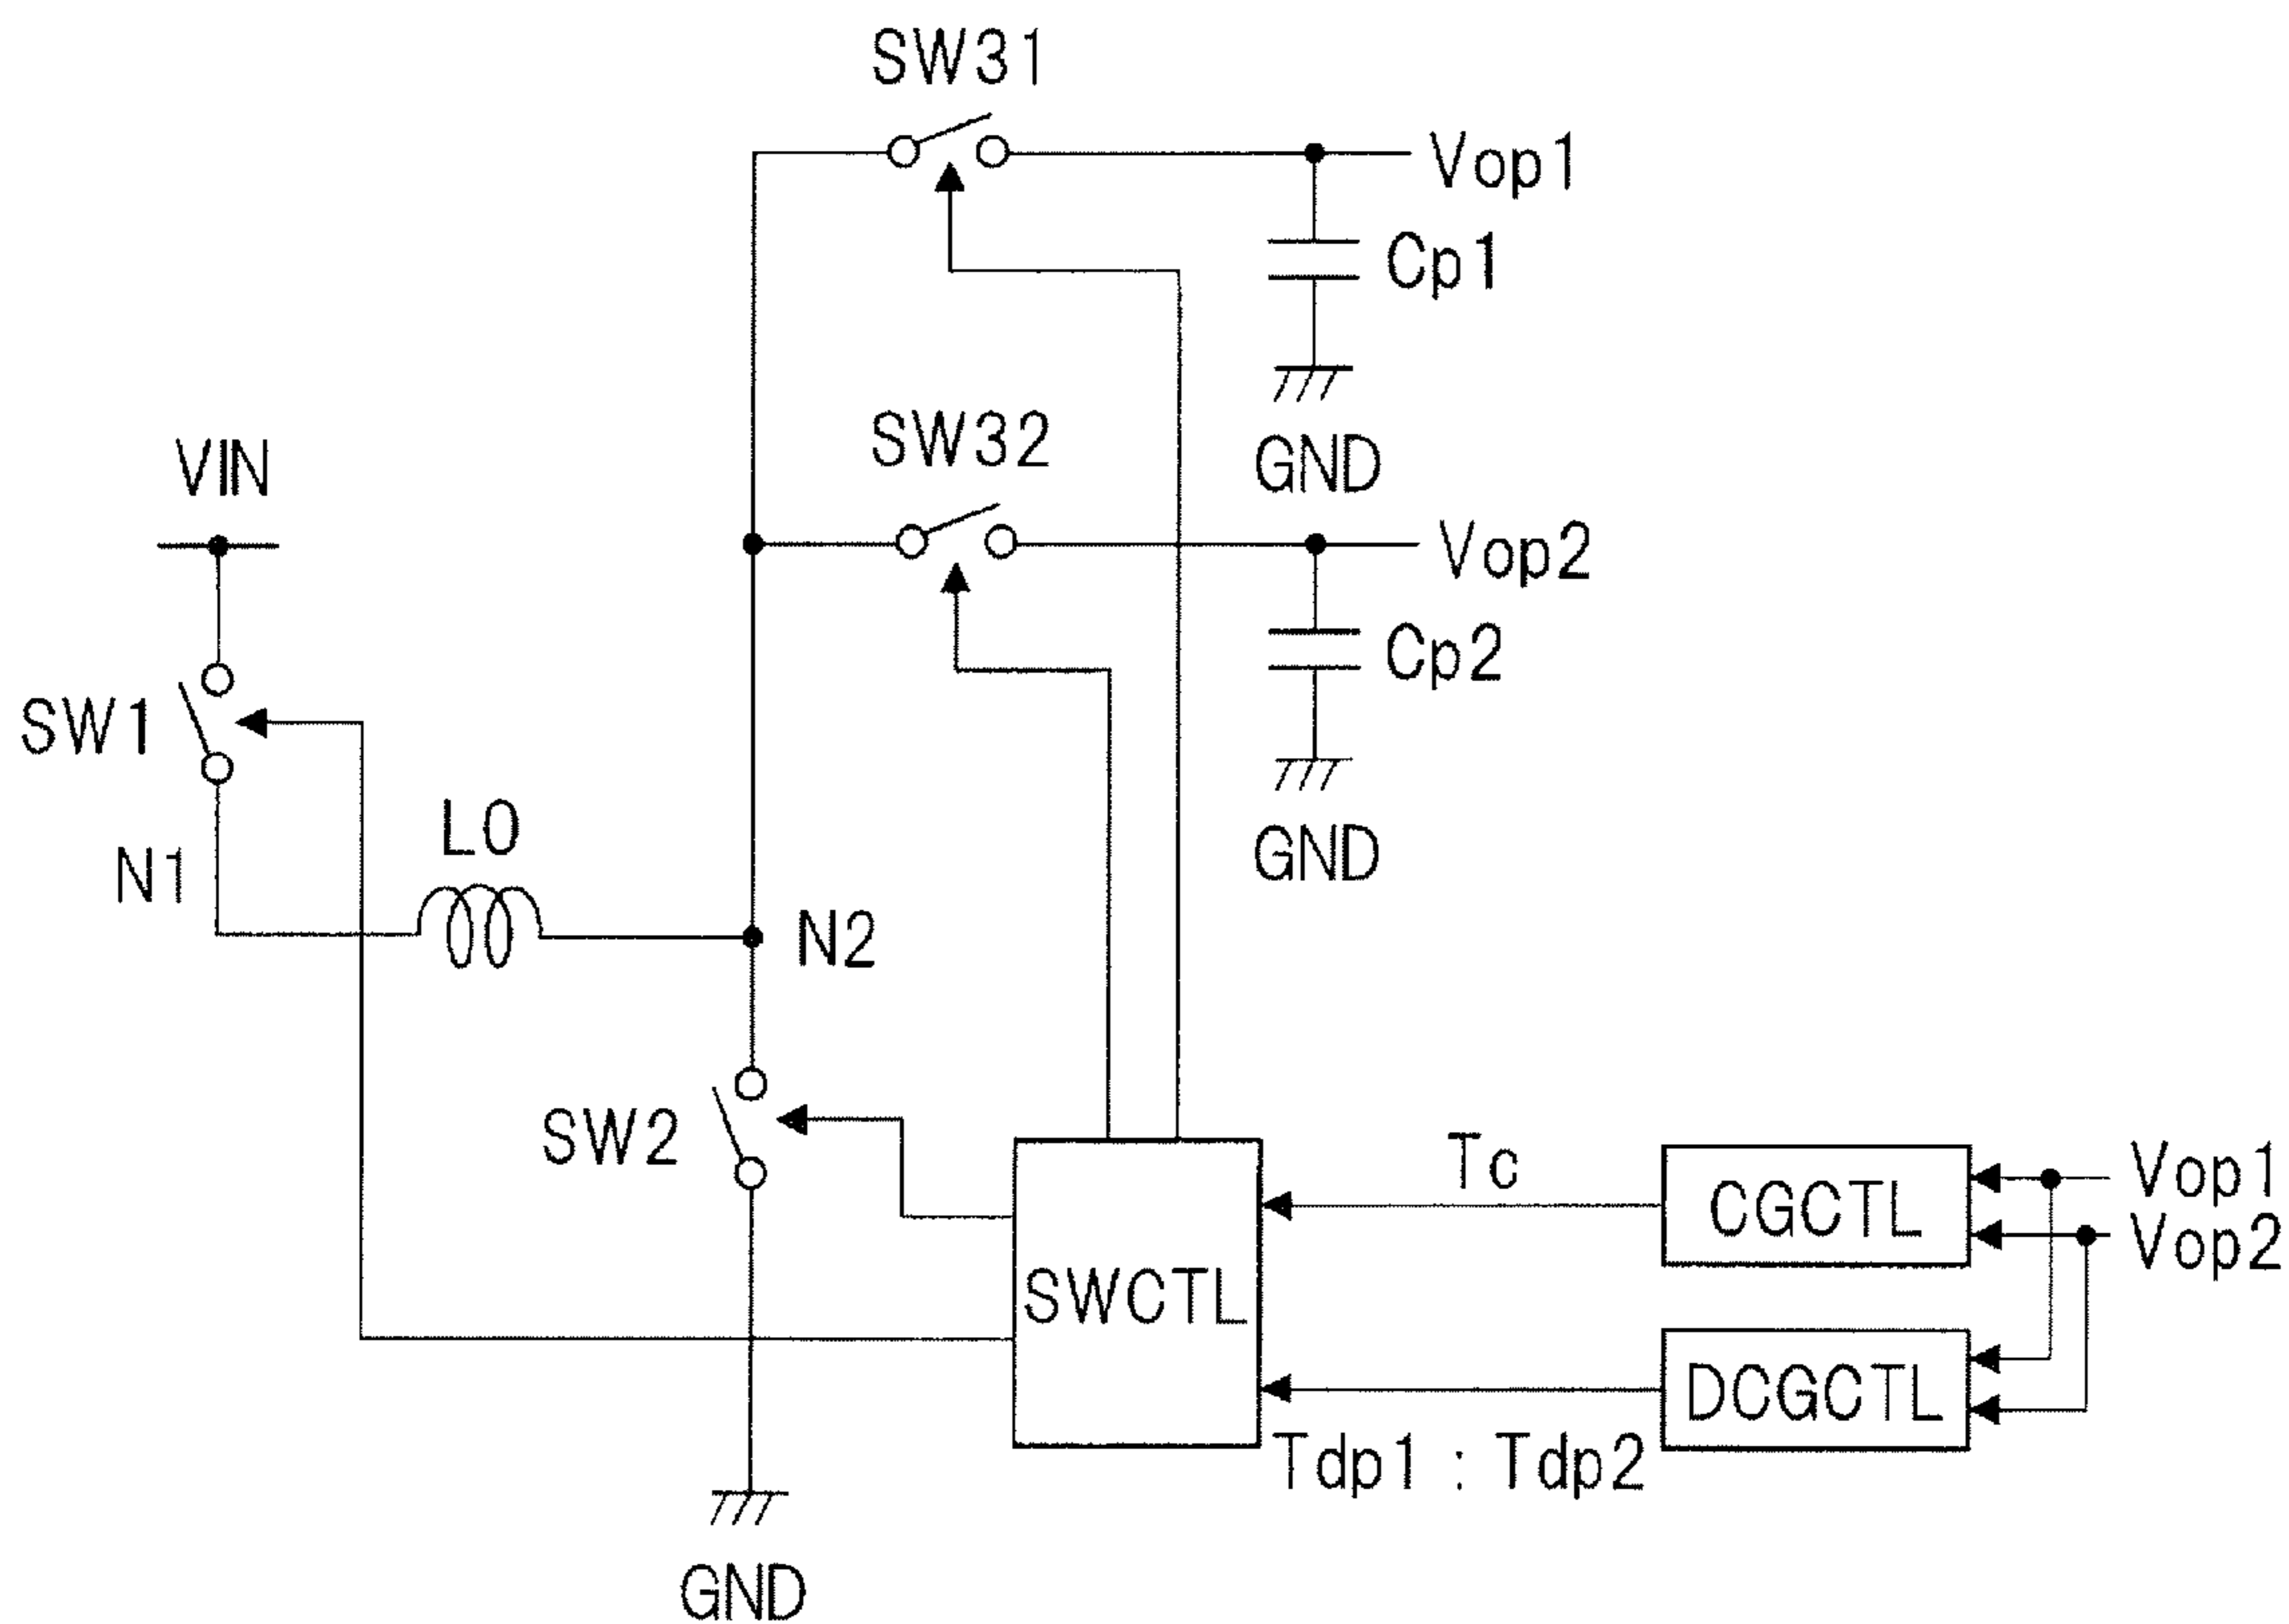 SW31
Vop1
Cp1
SW32
GND
VIN
Vop2
Cp2
SW1
L0
N1
GND
N2
SW2
Tc
CGCTL
Vop1
Vop2
SWCTL
DCGCTL
Tdp1 : Tdp2
GND